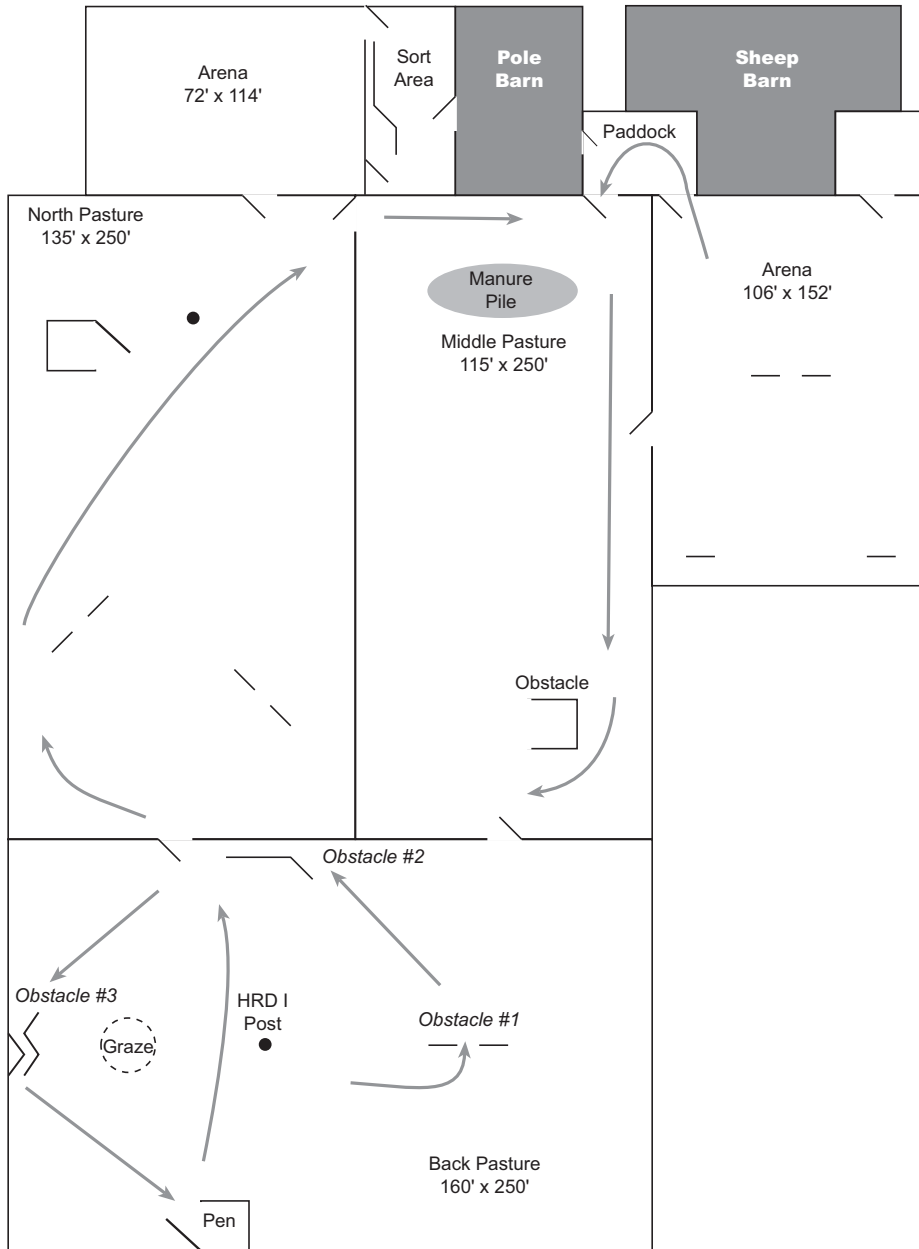 Arena
72' x 114'
Sort
Area
Pole
Barn
Sheep
Barn
Paddock
North Pasture
135' x 250'
Manure
Pile
Middle Pasture
115' x 250'
Arena
106' x 152'
Obstacle
Obstacle #2
Obstacle #3
Graze
HRD I
Post
Obstacle #1
Back Pasture
160' x 250'
Pen